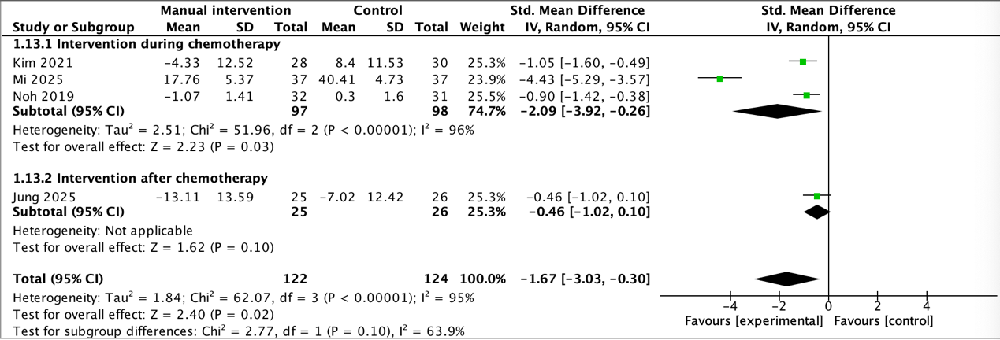 Manual intervention Control Std. Mean Difference Std. Mean Difference
Study or Subgroup Mean SD Total Mean SD Total Weight IV, Random, 95% CI IV, Random, 95% CI
1.13.1 Intervention during chemotherapy
Kim 2021 −4.33 12.52 28 8.4 11.53 30 25.3% −1.05 [−1.60, −0.49]
Mi 2025 17.76 5.37 37 40.41 4.73 37 23.9% −4.43 [−5.29, −3.57]
Noh 2019 −1.07 1.41 32 0.3 1.6 31 25.5% −0.90 [−1.42, −0.38]
Subtotal (95% CI) 97 98 74.7% −2.09 [−3.92, −0.26]
Heterogeneity: Tau² = 2.51; Chi² = 51.96, df = 2 (P < 0.00001); I² = 96%
Test for overall effect: Z = 2.23 (P = 0.03)
1.13.2 Intervention after chemotherapy
Jung 2025 −13.11 13.59 25 −7.02 12.42 26 25.3% −0.46 [−1.02, 0.10]
Subtotal (95% CI) 25 26 25.3% −0.46 [−1.02, 0.10]
Heterogeneity: Not applicable
Test for overall effect: Z = 1.62 (P = 0.10)
Total (95% CI) 122 124 100.0% −1.67 [−3.03, −0.30]
Heterogeneity: Tau² = 1.84; Chi² = 62.07, df = 3 (P < 0.00001); I² = 95%
Test for overall effect: Z = 2.40 (P = 0.02)
Test for subgroup differences: Chi² = 2.77, df = 1 (P = 0.10), I² = 63.9%
−4 −2 0 2 4
Favours [experimental] Favours [control]